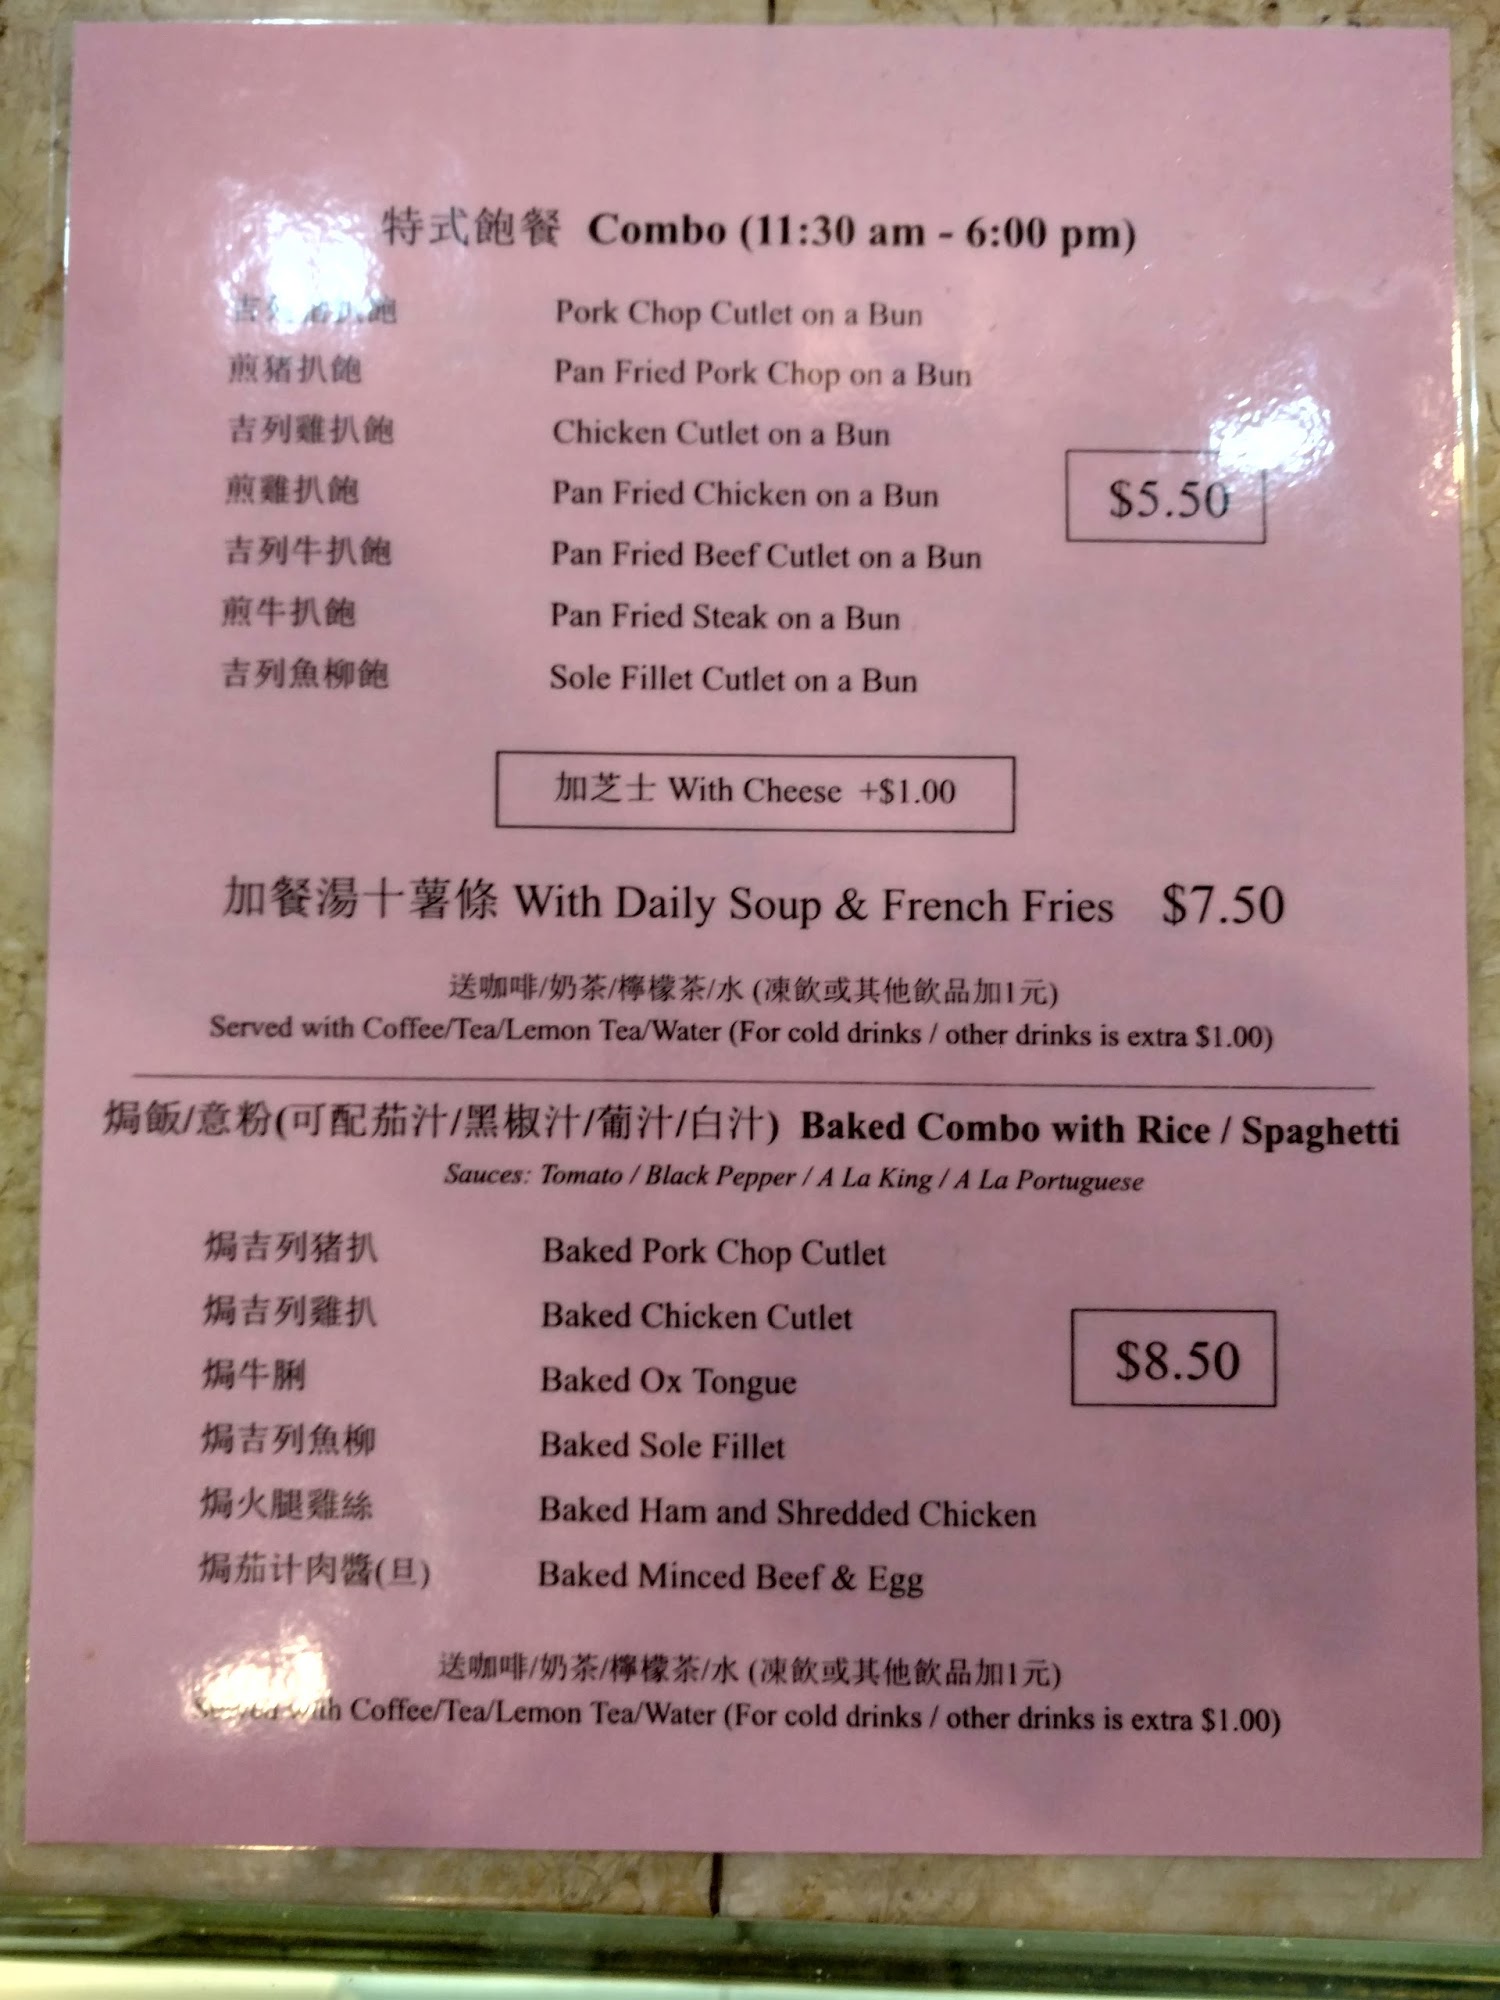 特式飽餐 Combo (11:30 am - 6:00 pm)
吉列豬扒飽 Pork Chop Cutlet on a Bun
煎猪扒飽 Pan Fried Pork Chop on a Bun
吉列雞扒飽 Chicken Cutlet on a Bun
煎雞扒飽 Pan Fried Chicken on a Bun
$5.50
吉列牛扒飽 Pan Fried Beef Cutlet on a Bun
煎牛扒飽 Pan Fried Steak on a Bun
吉列魚柳飽 Sole Fillet Cutlet on a Bun
加芝士 With Cheese +$1.00
加餐湯十薯條 With Daily Soup & French Fries $7.50
送咖啡/奶茶/檸檬茶/水 (凍飲或其他飲品加1元)
Served with Coffee/Tea/Lemon Tea/Water (For cold drinks / other drinks is extra $1.00)
焗飯/意粉(可配茄汁/黑椒汁/葡汁/白汁) Baked Combo with Rice / Spaghetti
Sauces: Tomato / Black Pepper / A La King / A La Portuguese
焗吉列猪扒 Baked Pork Chop Cutlet
焗吉列雞扒 Baked Chicken Cutlet
$8.50
焗牛脷 Baked Ox Tongue
焗吉列魚柳 Baked Sole Fillet
焗火腿雞絲 Baked Ham and Shredded Chicken
焗茄计肉醬(旦) Baked Minced Beef & Egg
送咖啡/奶茶/檸檬茶/水 (凍飲或其他飲品加1元)
Served with Coffee/Tea/Lemon Tea/Water (For cold drinks / other drinks is extra $1.00)